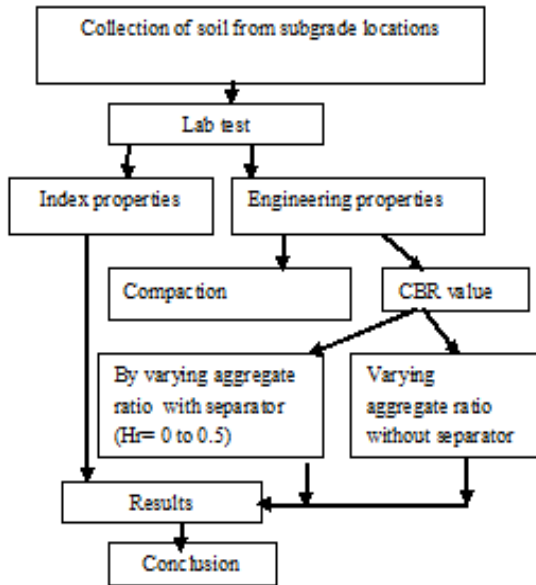 Collection of soil from subgrade locations
Lab test
Index properties
Engineering properties
Compaction
CBR value
By varying aggregate
ratio with separator
(Hr= 0 to 0.5)
Varying
aggregate ratio
without separator
Results
Conclusion